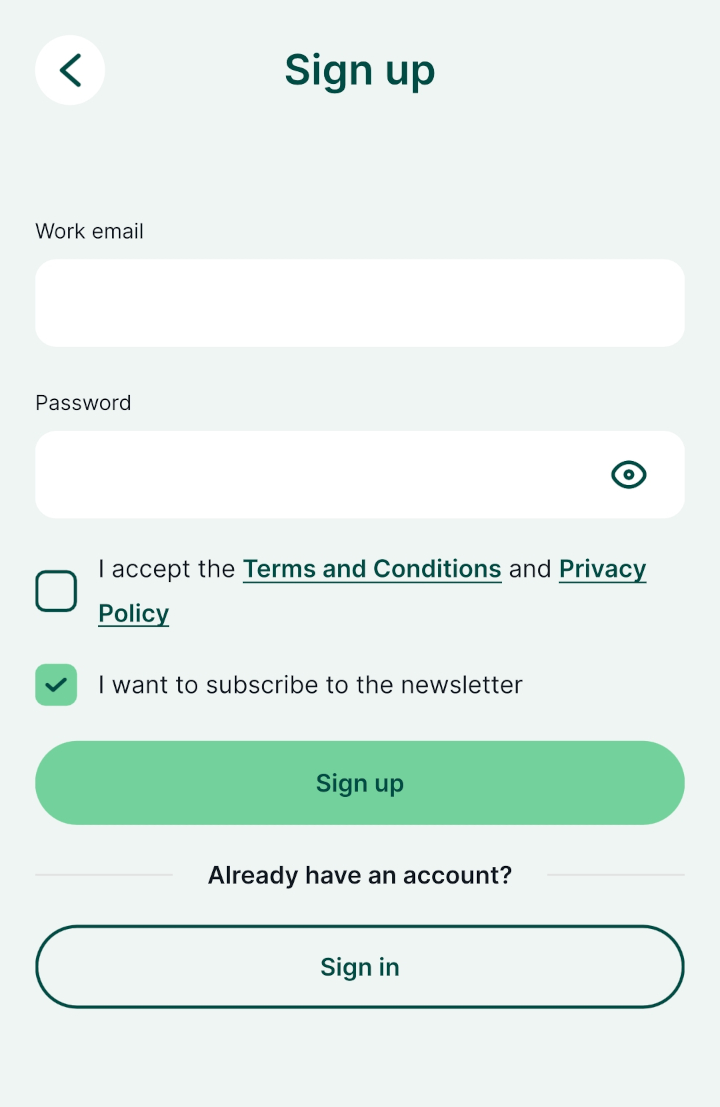 Sign up
Work email
Password
I accept the Terms and Conditions and Privacy
Policy
I want to subscribe to the newsletter
Sign up
Already have an account?
Sign in